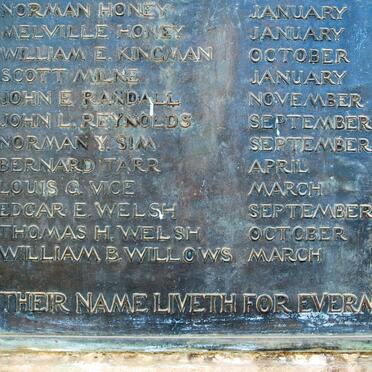 NORMAN HONEY JANUARY
MELVILLE HONEY JANUARY
WILLIAM E. KINGMAN OCTOBER
SCOTT MILNE JANUARY
JOHN E. RANDALL NOVEMBER
JOHN L. REYNOLDS SEPTEMBER
NORMAN Y. SIM SEPTEMBER
BERNARD TARR APRIL
LOUIS G. VICE MARCH
EDGAR E. WELSH SEPTEMBER
THOMAS H. WELSH OCTOBER
WILLIAM B. WILLOWS MARCH
THEIR NAME LIVETH FOR EVERM